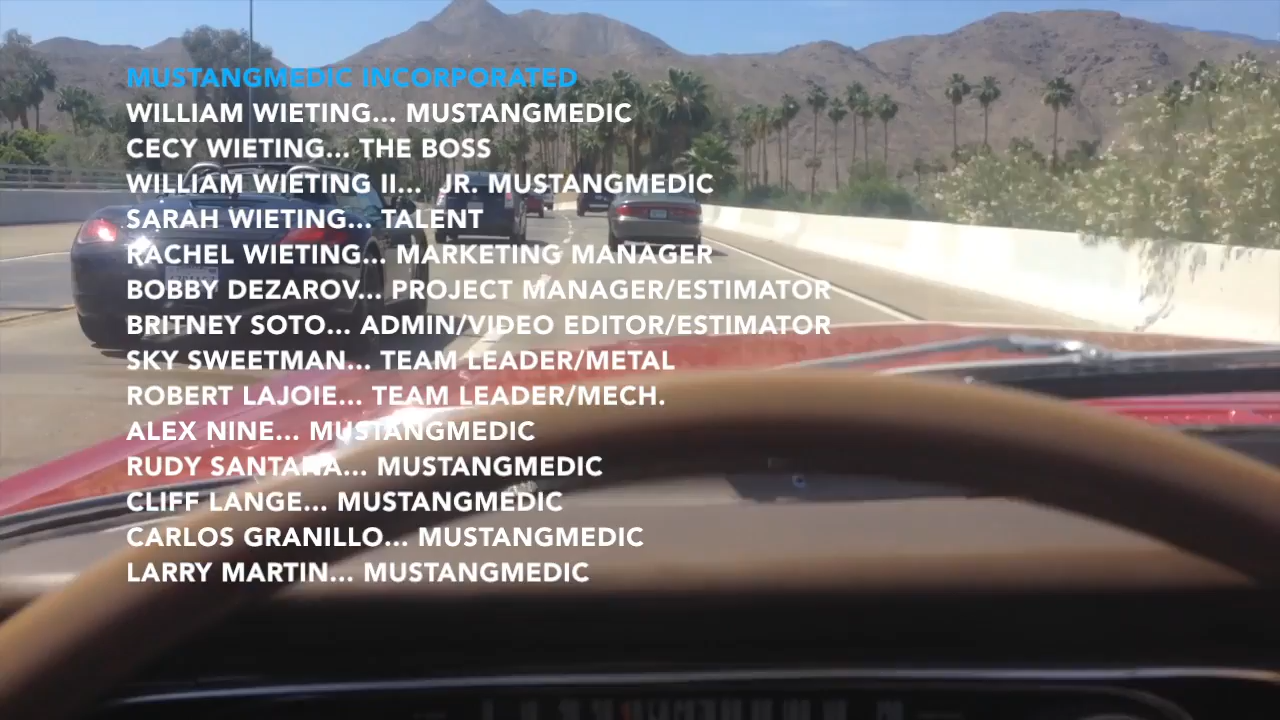 MUSTANGMEDIC INCORPORATED
WILLIAM WIETING... MUSTANGMEDIC
CECY WIETING... THE BOSS
WILLIAM WIETING II... JR. MUSTANGMEDIC
SARAH WIETING... TALENT
RACHEL WIETING... MARKETING MANAGER
BOBBY DEZAROV... PROJECT MANAGER/ESTIMATOR
BRITNEY SOTO... ADMIN/VIDEO EDITOR/ESTIMATOR
SKY SWEETMAN... TEAM LEADER/METAL
ROBERT LAJOIE... TEAM LEADER/MECH.
ALEX NINE... MUSTANGMEDIC
RUDY SANTANA... MUSTANGMEDIC
CLIFF LANGE... MUSTANGMEDIC
CARLOS GRANILLO... MUSTANGMEDIC
LARRY MARTIN... MUSTANGMEDIC